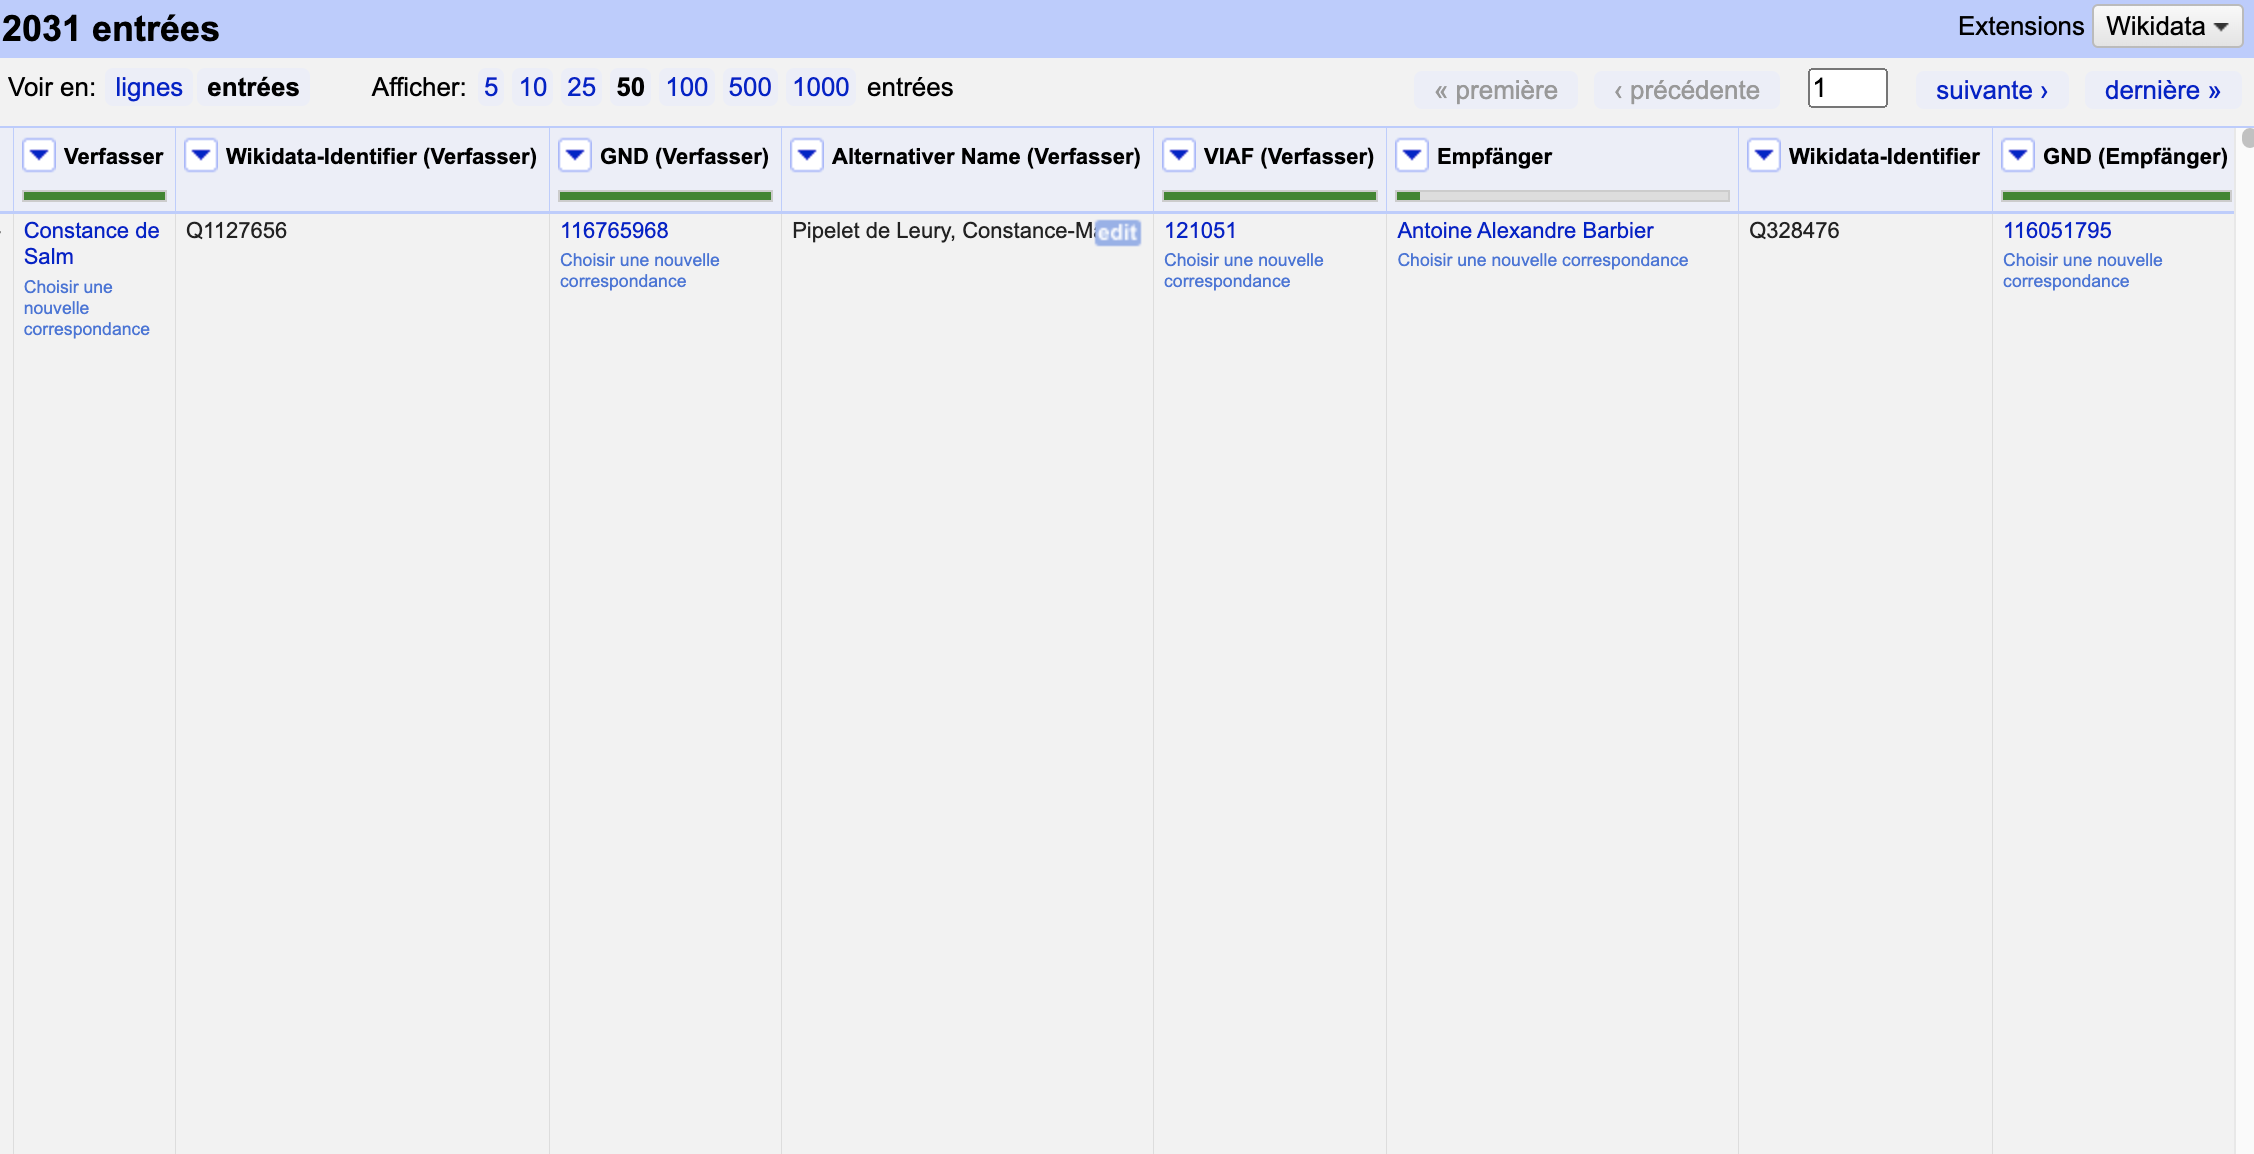 2031 entrées
Extensions Wikidata
Voir en: lignes entrées Afficher: 5 10 25 50 100 500 1000 entrées « première ‹ précédente 1 suivante › dernière »
Verfasser Wikidata-Identifier (Verfasser) GND (Verfasser) Alternativer Name (Verfasser) VIAF (Verfasser) Empfänger Wikidata-Identifier GND (Empfänger)
Constance de
Salm
Choisir une
nouvelle
correspondance
Q1127656
116765968
Choisir une nouvelle
correspondance
Pipelet de Leury, edit
121051
Choisir une nouvelle
correspondance
Antoine Alexandre Barbier
Choisir une nouvelle correspondance
Q328476
116051795
Choisir une nouvelle
correspondance